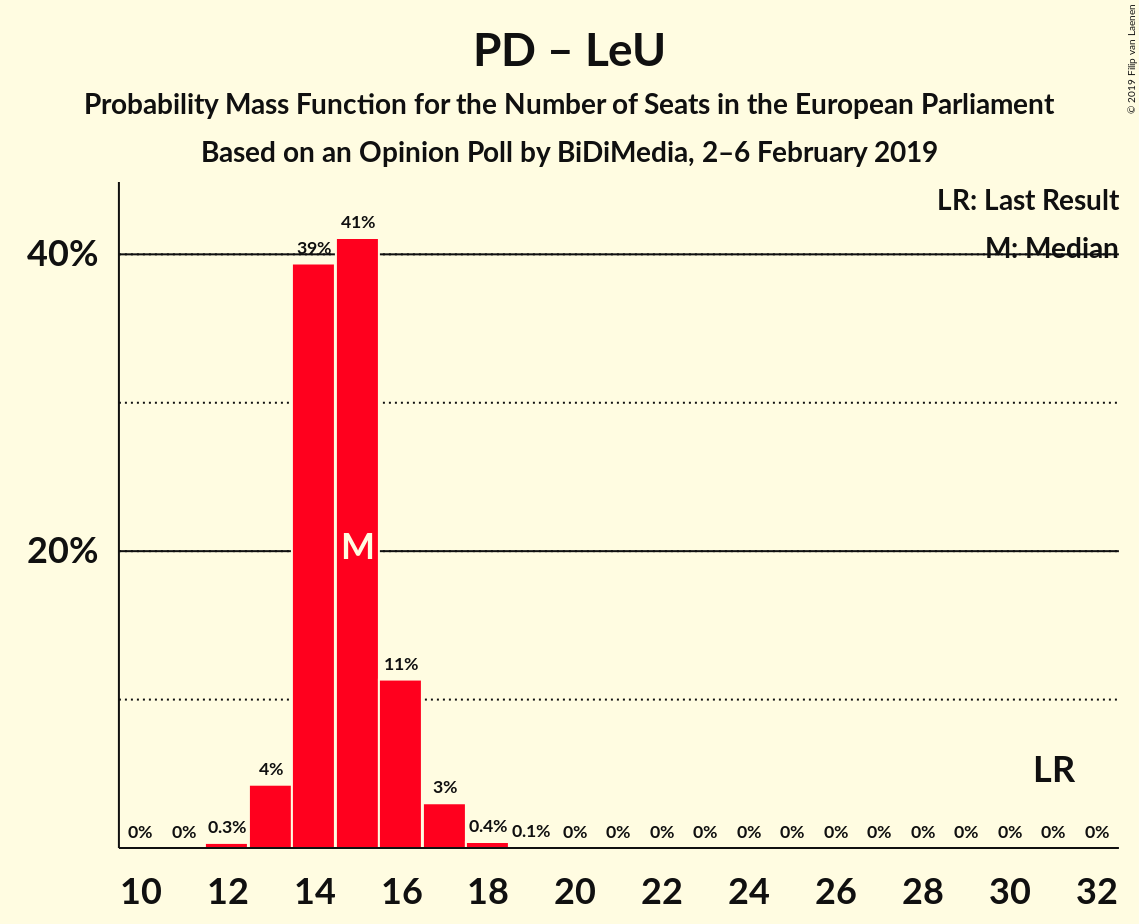 © 2019 Filip van Laenen
PD – LeU
Probability Mass Function for the Number of Seats in the European Parliament
Based on an Opinion Poll by BiDiMedia, 2–6 February 2019
LR: Last Result
M: Median
40%
20%
0% 0% 0.3% 4% 39% 41% 11% 3% 0.4% 0.1% 0% 0% 0% 0% 0% 0% 0% 0% 0% 0% 0% 0% 0%
M
LR
10 12 14 16 18 20 22 24 26 28 30 32